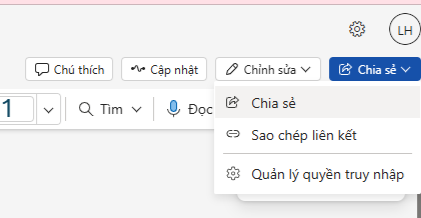 LH
Chú thích
Cập nhật
Chỉnh sửa
Chia sẻ
1
Tìm
Đọc
Chia sẻ
Sao chép liên kết
Quản lý quyền truy nhập